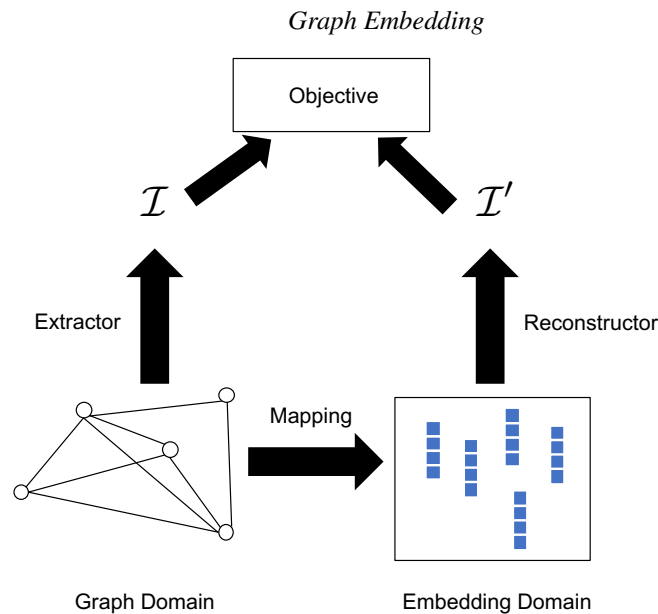 Graph Embedding
Objective
ℐ
ℐ′
Extractor
Reconstructor
Mapping
Graph Domain
Embedding Domain